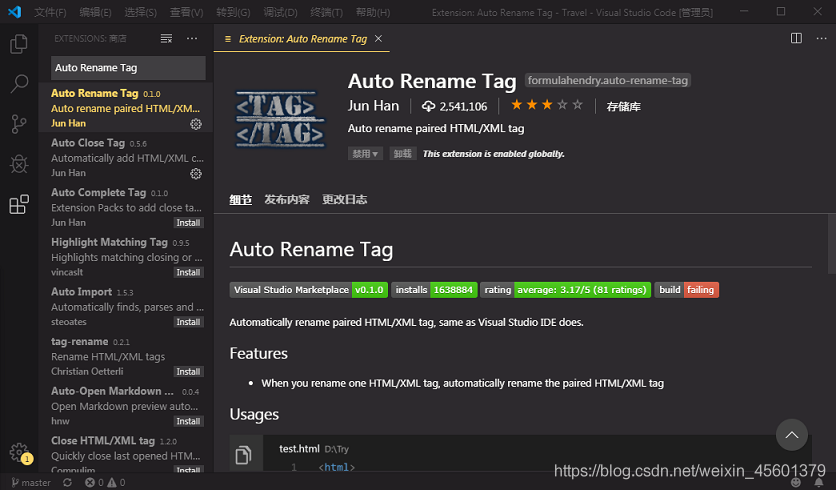 文件(F) 编辑(E) 选择(S) 查看(V) 转到(G) 调试(D) 终端(T) 帮助(H) Extension: Auto Rename Tag - Travel - Visual Studio Code [管理员]
EXTENSIONS: 商店
Auto Rename Tag
Auto Rename Tag 0.1.0
Auto rename paired HTML/XM...
Jun Han
Auto Close Tag 0.5.6
Automatically add HTML/XML c...
Jun Han
Auto Complete Tag 0.1.0
Extension Packs to add close ta...
Jun Han Install
Highlight Matching Tag 0.9.5
Highlights matching closing or ...
vincaslt Install
Auto Import 1.5.3
Automatically finds, parses and ...
steoates Install
tag-rename 0.2.1
Rename HTML/XML tags
Christian Oetterli Install
Auto-Open Markdown ... 0.0.4
Open Markdown preview auto...
hnw Install
Close HTML/XML tag 1.2.0
Quickly close last opened HTM...
Compulim Install
1
master 0 0
Extension: Auto Rename Tag
<TAG>
</TAG>
Auto Rename Tag formulahendry.auto-rename-tag
Jun Han 2,541,106 存储库
Auto rename paired HTML/XML tag
禁用 卸载 This extension is enabled globally.
细节 发布内容 更改日志
Auto Rename Tag
Visual Studio Marketplace v0.1.0 installs 1638884 rating average: 3.17/5 (81 ratings) build failing
Automatically rename paired HTML/XML tag, same as Visual Studio IDE does.
Features
• When you rename one HTML/XML tag, automatically rename the paired HTML/XML tag
Usages
test.html D:\Try
1 <html>
https://blog.csdn.net/weixin_45601379